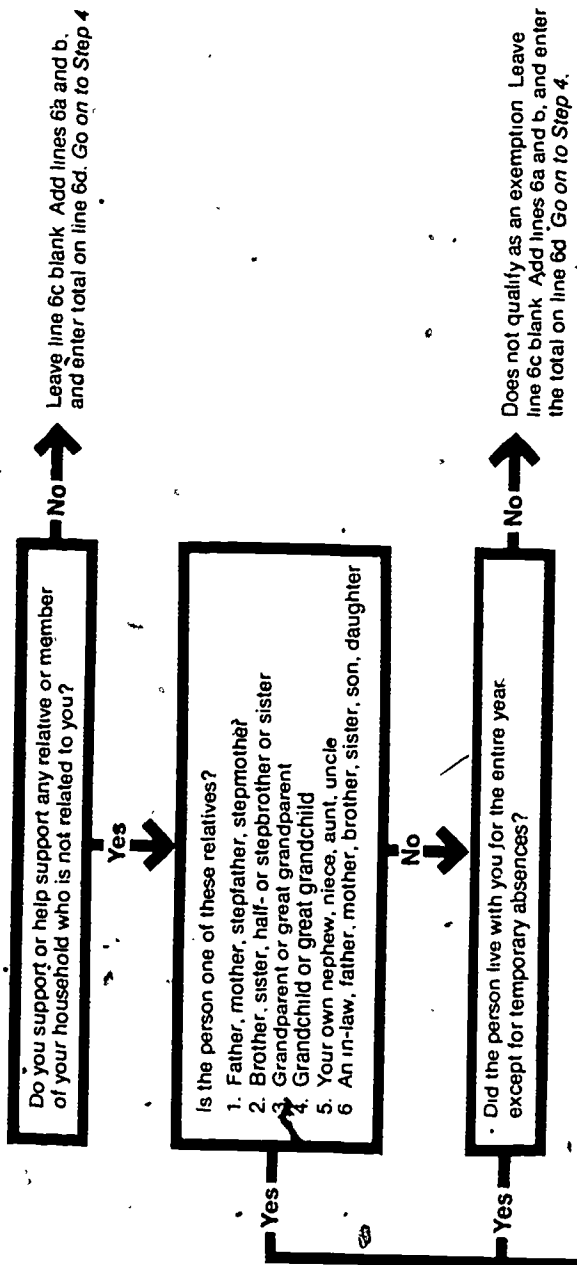 Do you support or help support any relative or member
of your household who is not related to you?
No
Leave line 6c blank Add lines 6a and b,
and enter total on line 6d. Go on to Step 4
Yes
Is the person one of these relatives?
1. Father, mother, stepfather, stepmother
2. Brother, sister, half- or stepbrother or sister
3. Grandparent or great grandparent
4. Grandchild or great grandchild
5. Your own nephew, niece, aunt, uncle
6 An in-law, father, mother, brother, sister, son, daughter
Yes
No
Did the person live with you for the entire year
except for temporary absences?
Yes
No
Does not qualify as an exemption Leave
line 6c blank Add lines 6a and b, and enter
the total on line 6d Go on to Step 4.